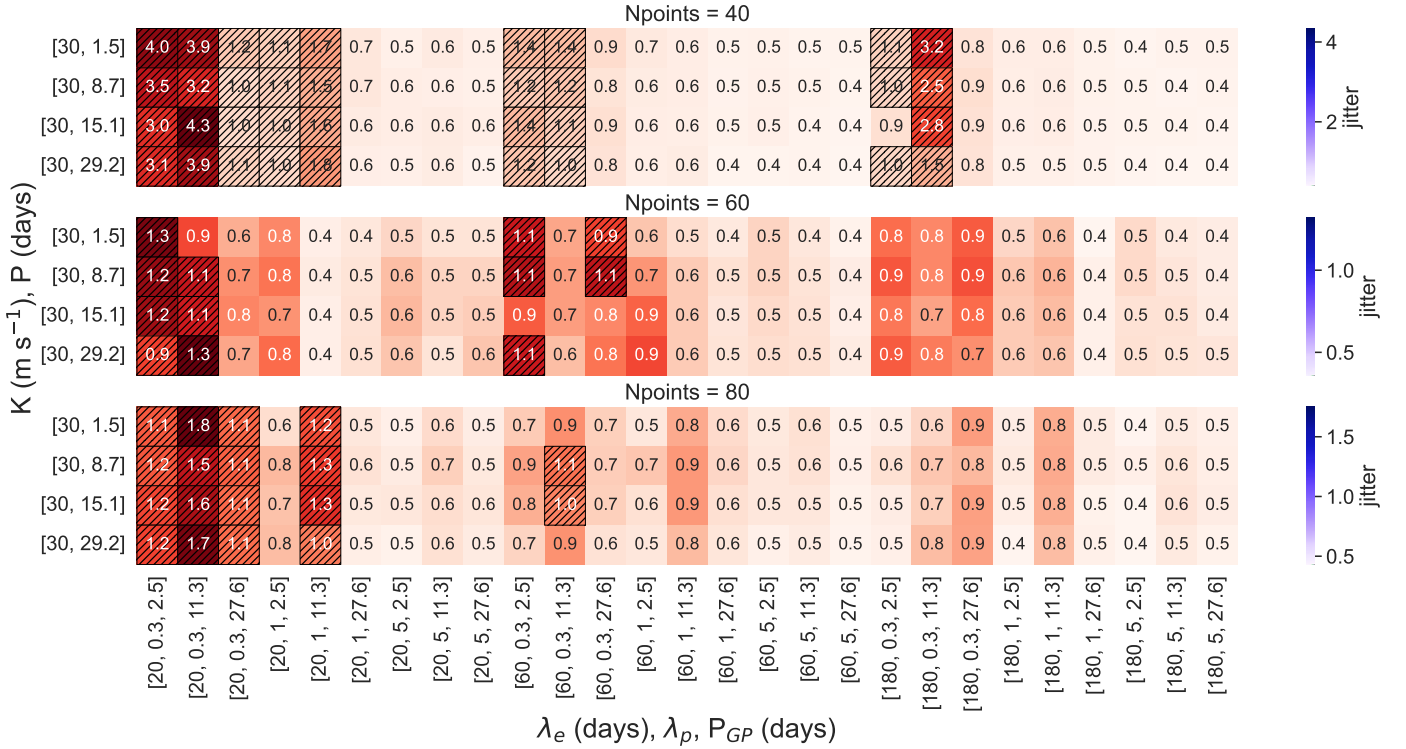 Npoints = 40
[30, 1.5] 4.0 3.9 1.2 1.1 1.7 0.7 0.5 0.6 0.5 1.4 1.4 0.9 0.7 0.6 0.5 0.6 0.5 0.6 1.1 3.2 0.8 0.6 0.6 0.5 0.4 0.5 0.5
[30, 8.7] 3.5 3.2 1.0 1.1 1.5 0.7 0.6 0.6 0.5 1.2 1.2 0.8 0.6 0.6 0.5 0.5 0.5 0.5 1.0 2.5 0.9 0.6 0.6 0.5 0.4 0.4 0.4
[30, 15.1] 3.0 4.3 1.0 1.0 1.6 0.6 0.6 0.6 0.6 1.4 1.1 0.9 0.6 0.6 0.5 0.5 0.4 0.4 0.9 2.8 0.9 0.6 0.6 0.5 0.5 0.4 0.4
[30, 29.2] 3.1 3.9 1.1 1.0 1.8 0.6 0.5 0.6 0.5 1.2 1.0 0.8 0.6 0.6 0.4 0.4 0.4 0.4 1.0 1.5 0.8 0.5 0.5 0.5 0.4 0.4 0.4
4
2
jitter
Npoints = 60
[30, 1.5] 1.3 0.9 0.6 0.8 0.4 0.4 0.5 0.5 0.5 1.1 0.7 0.9 0.6 0.5 0.4 0.5 0.4 0.4 0.8 0.8 0.9 0.5 0.6 0.4 0.5 0.4 0.4
[30, 8.7] 1.2 1.1 0.7 0.8 0.4 0.5 0.6 0.5 0.5 1.1 0.7 1.1 0.7 0.6 0.5 0.5 0.5 0.4 0.9 0.8 0.9 0.6 0.6 0.4 0.5 0.5 0.4
[30, 15.1] 1.2 1.1 0.8 0.7 0.4 0.5 0.6 0.5 0.5 0.9 0.7 0.8 0.9 0.6 0.5 0.5 0.5 0.4 0.8 0.7 0.8 0.5 0.6 0.4 0.5 0.5 0.4
[30, 29.2] 0.9 1.3 0.7 0.8 0.4 0.5 0.6 0.5 0.6 1.1 0.6 0.8 0.9 0.6 0.5 0.6 0.5 0.4 0.9 0.8 0.7 0.6 0.6 0.4 0.5 0.5 0.5
1.0
0.5
jitter
Npoints = 80
[30, 1.5] 1.1 1.8 1.1 0.6 1.2 0.5 0.5 0.6 0.5 0.7 0.9 0.7 0.5 0.8 0.6 0.5 0.6 0.5 0.5 0.6 0.9 0.5 0.8 0.5 0.4 0.5 0.5
[30, 8.7] 1.2 1.5 1.1 0.8 1.3 0.6 0.5 0.7 0.5 0.9 1.1 0.7 0.7 0.9 0.6 0.5 0.5 0.5 0.6 0.7 0.8 0.5 0.8 0.5 0.5 0.6 0.5
[30, 15.1] 1.2 1.6 1.1 0.7 1.3 0.5 0.5 0.6 0.6 0.8 1.0 0.7 0.6 0.9 0.6 0.5 0.5 0.5 0.5 0.7 0.9 0.5 0.8 0.5 0.4 0.6 0.5
[30, 29.2] 1.2 1.7 1.1 0.8 1.0 0.5 0.5 0.6 0.5 0.7 0.9 0.6 0.5 0.8 0.6 0.5 0.5 0.5 0.5 0.8 0.9 0.4 0.8 0.5 0.4 0.5 0.5
1.5
1.0
0.5
jitter
K (m s⁻¹), P (days)
[20, 0.3, 2.5]
[20, 0.3, 11.3]
[20, 0.3, 27.6]
[20, 1, 2.5]
[20, 1, 11.3]
[20, 1, 27.6]
[20, 5, 2.5]
[20, 5, 11.3]
[20, 5, 27.6]
[60, 0.3, 2.5]
[60, 0.3, 11.3]
[60, 0.3, 27.6]
[60, 1, 2.5]
[60, 1, 11.3]
[60, 1, 27.6]
[60, 5, 2.5]
[60, 5, 11.3]
[60, 5, 27.6]
[180, 0.3, 2.5]
[180, 0.3, 11.3]
[180, 0.3, 27.6]
[180, 1, 2.5]
[180, 1, 11.3]
[180, 1, 27.6]
[180, 5, 2.5]
[180, 5, 11.3]
[180, 5, 27.6]
λₑ (days), λₚ, P_GP (days)